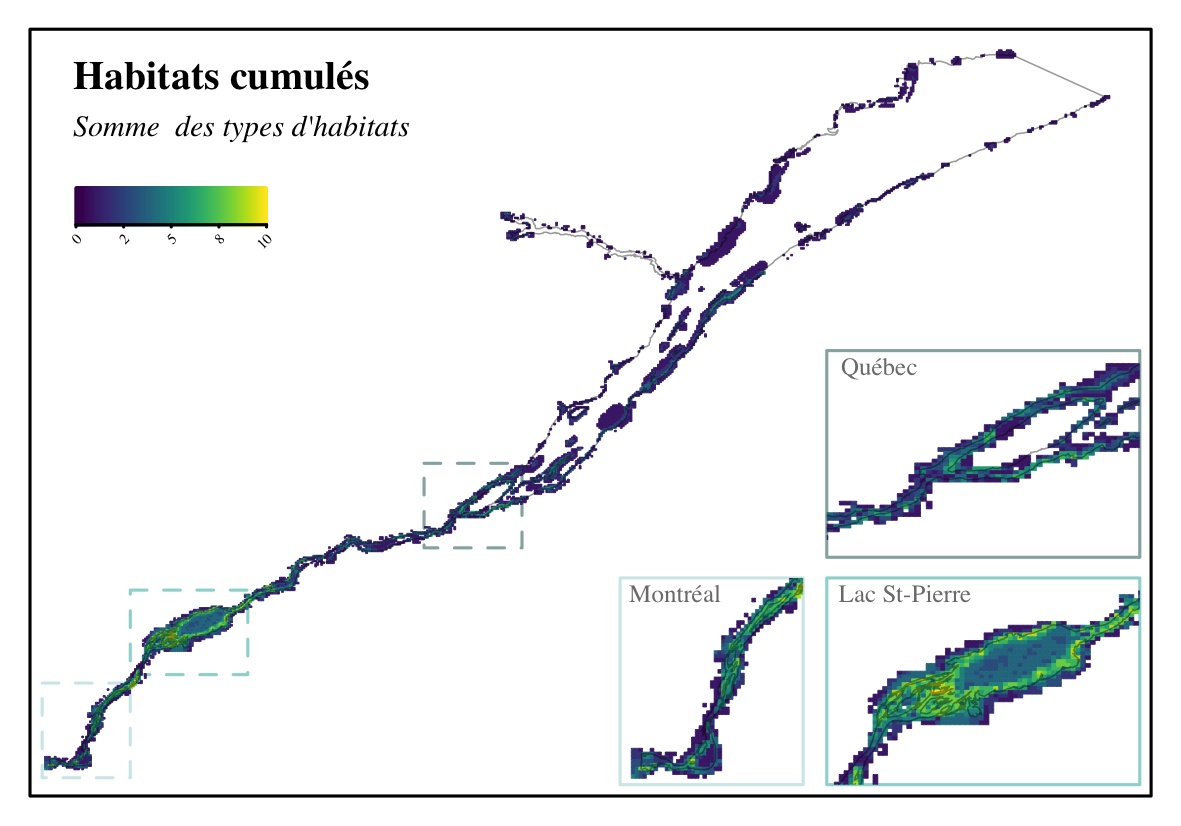 Habitats cumulés
Somme des types d'habitats
0 2 5 8 10
Québec
Montréal
Lac St-Pierre